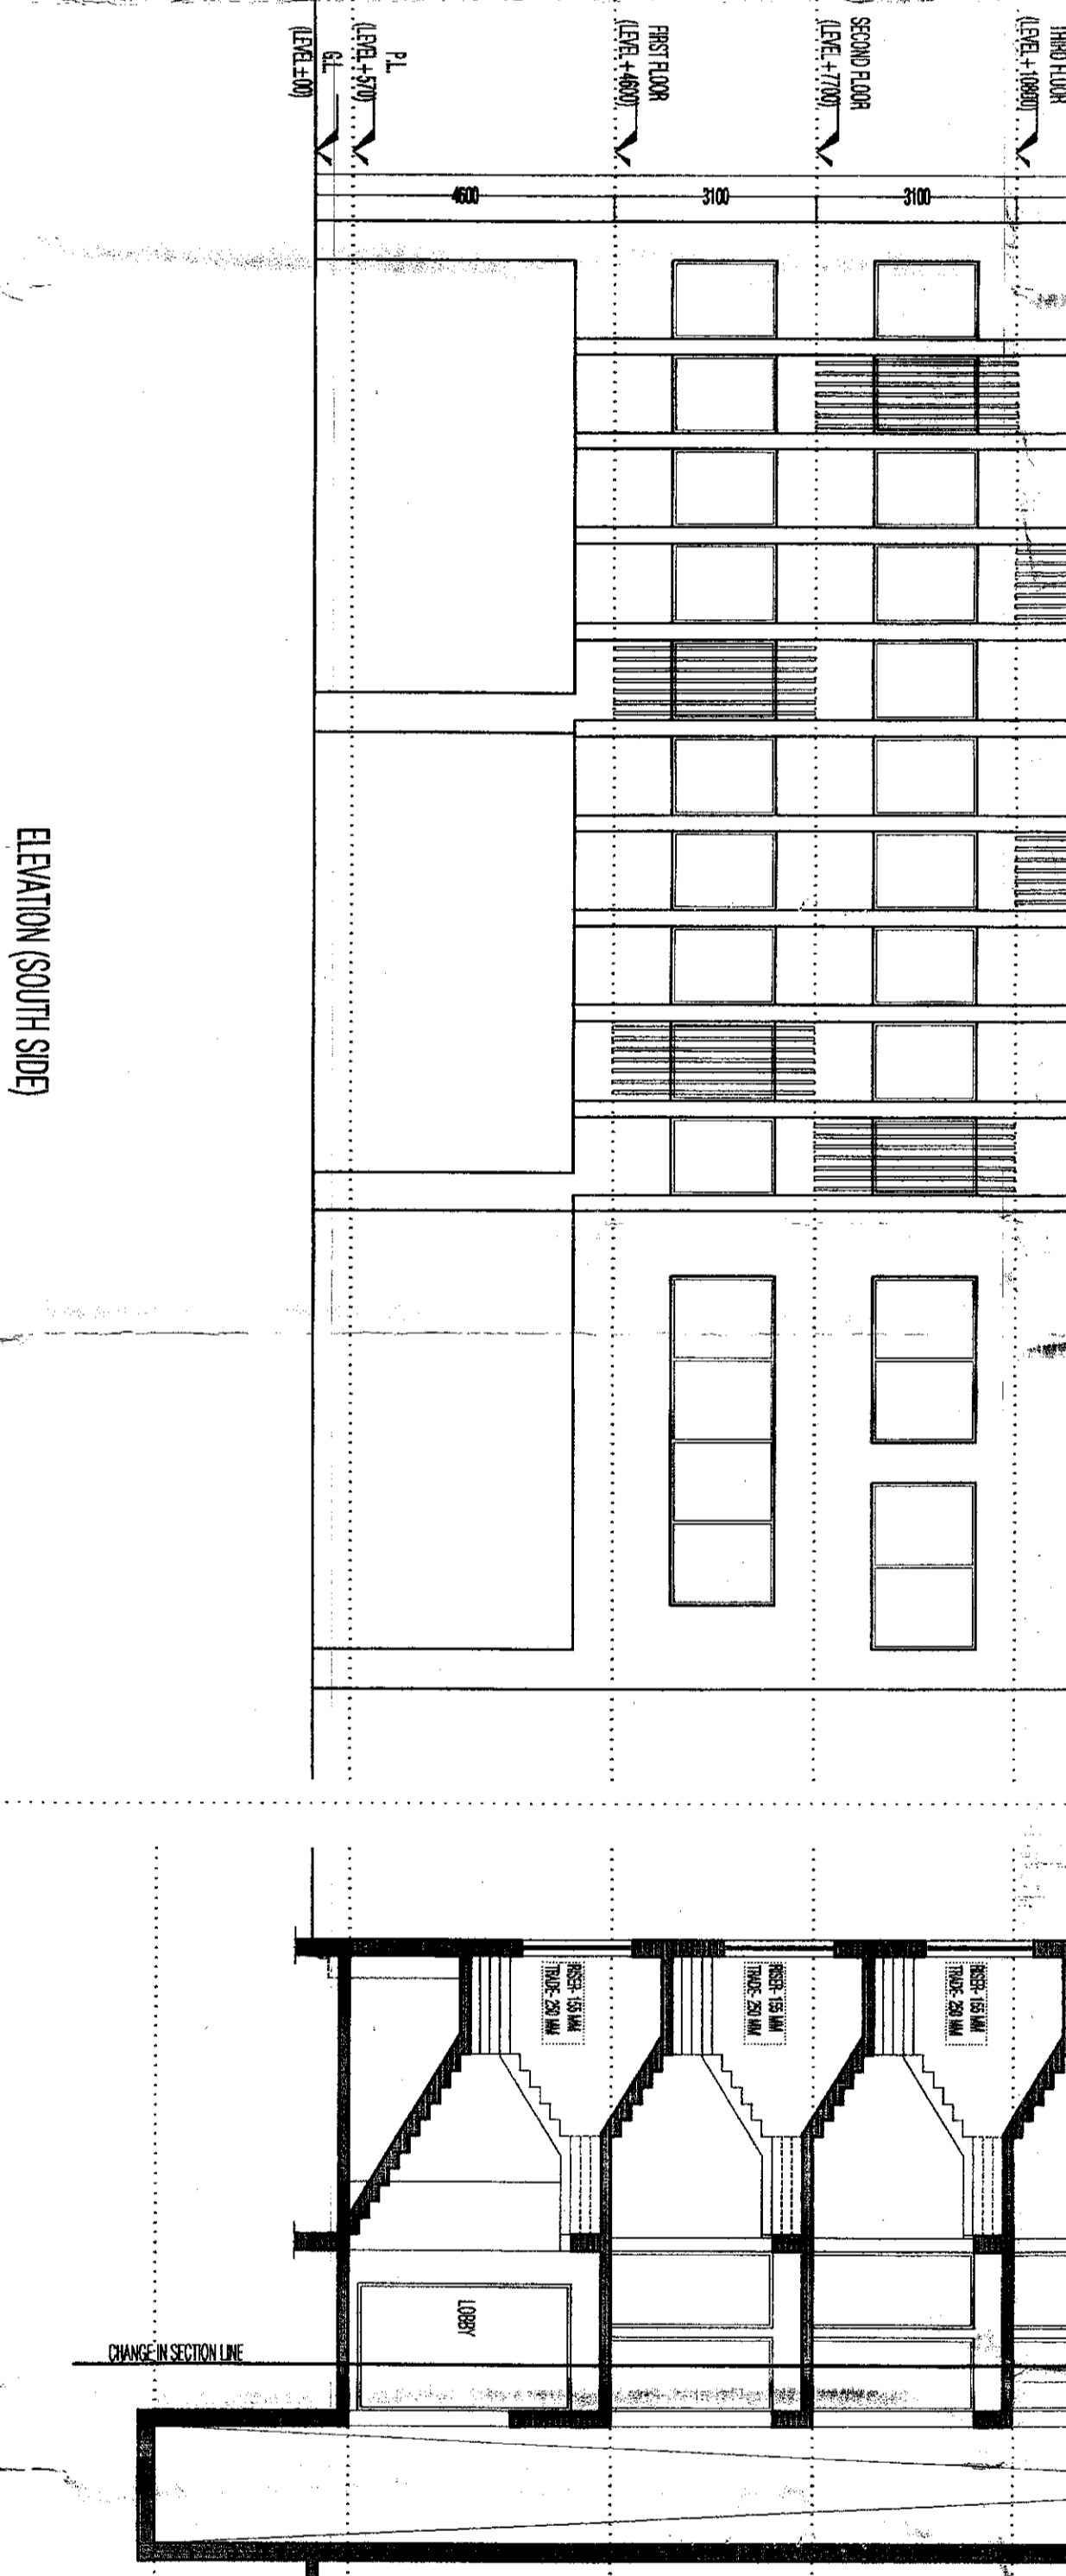 THIRD FLOOR
(LEVEL + 10800)
SECOND FLOOR
(LEVEL + 7700)
FIRST FLOOR
(LEVEL + 4600)
P.L.
(LEVEL + 570)
G.L.
(LEVEL ±00)
4600
3100
3100
ELEVATION (SOUTH SIDE)
RISER- 155 MM
TRADE- 250 MM
RISER- 155 MM
TRADE- 250 MM
RISER- 155 MM
TRADE- 250 MM
LOBBY
CHANGE IN SECTION LINE